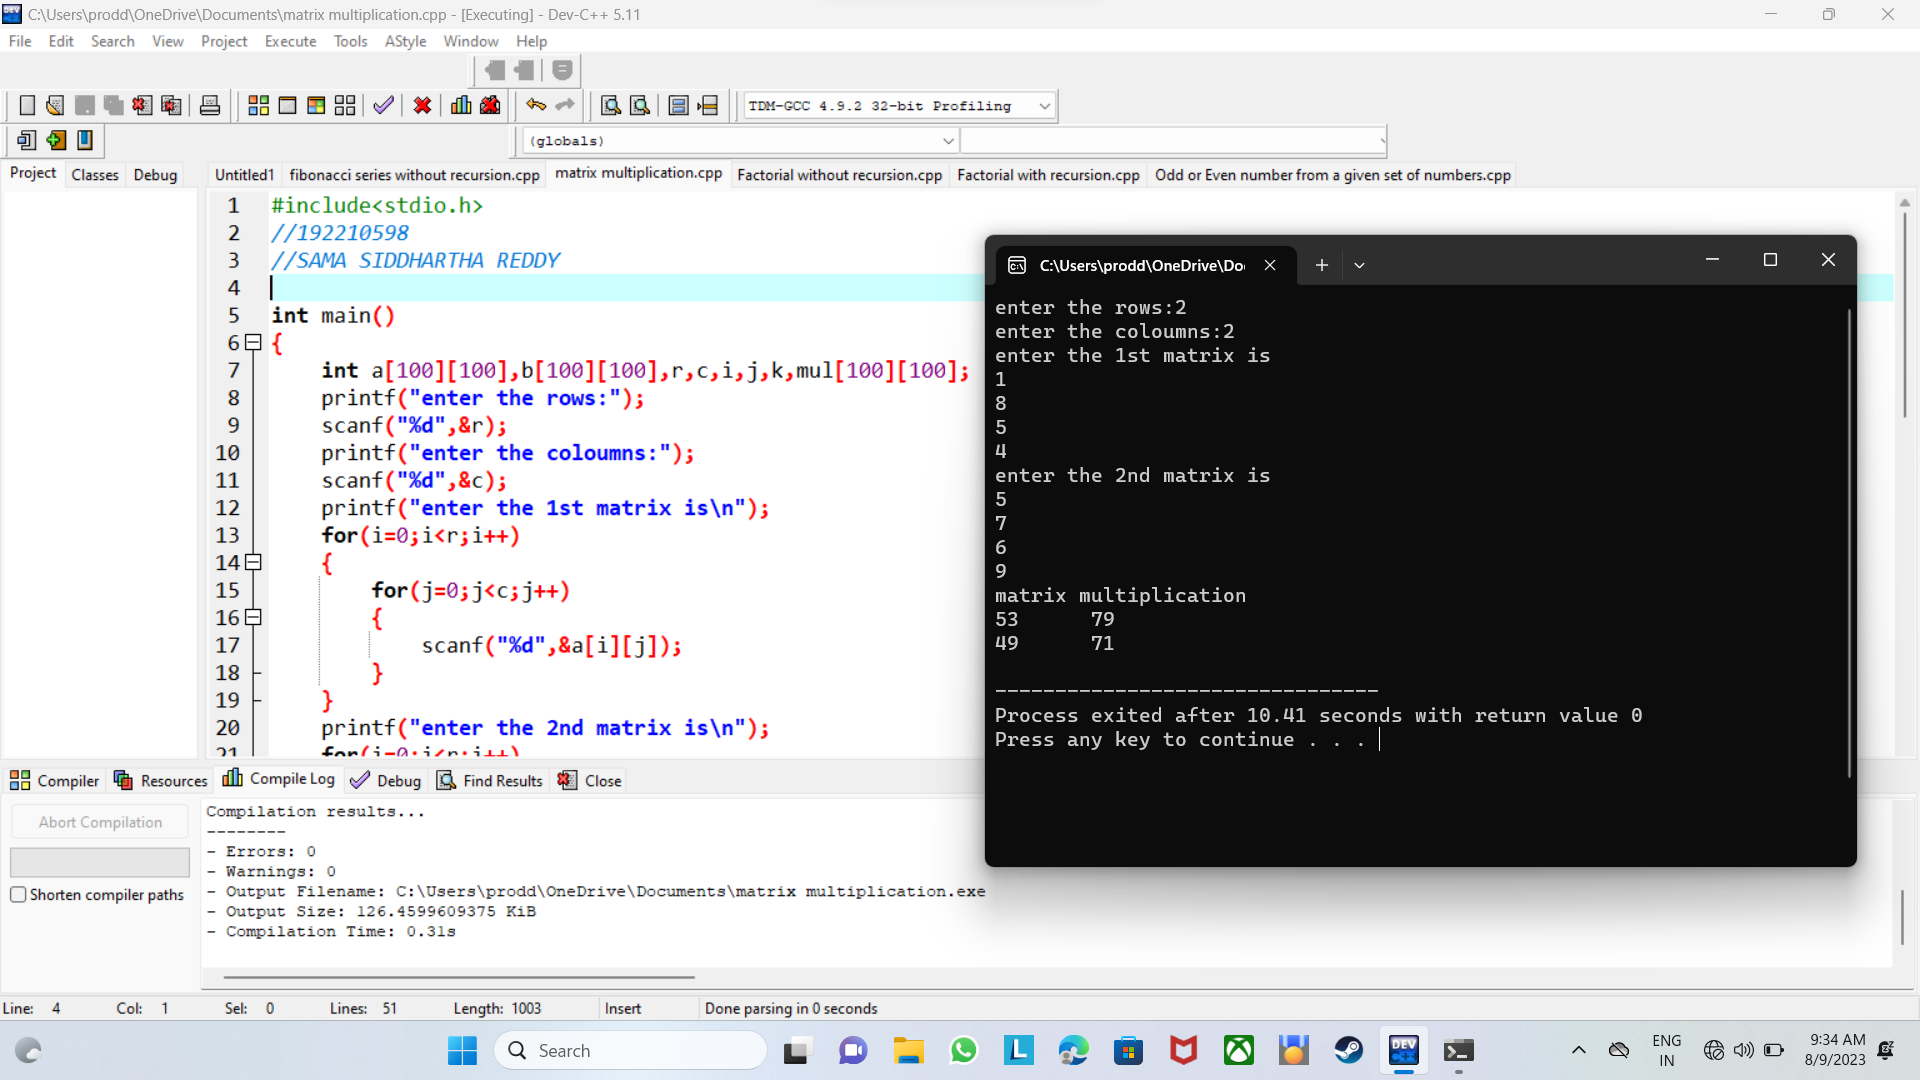 C:\Users\prodd\OneDrive\Documents\matrix multiplication.cpp - [Executing] - Dev-C++ 5.11
File Edit Search View Project Execute Tools AStyle Window Help
TDM-GCC 4.9.2 32-bit Profiling
(globals)
Project Classes Debug
Untitled1 fibonacci series without recursion.cpp matrix multiplication.cpp Factorial without recursion.cpp Factorial with recursion.cpp Odd or Even number from a given set of numbers.cpp
1 #include<stdio.h>
2 //192210598
3 //SAMA SIDDHARTHA REDDY
4
5 int main()
6 {
7 int a[100][100],b[100][100],r,c,i,j,k,mul[100][100];
8 printf("enter the rows:");
9 scanf("%d",&r);
10 printf("enter the coloumns:");
11 scanf("%d",&c);
12 printf("enter the 1st matrix is\n");
13 for(i=0;i<r;i++)
14 {
15 for(j=0;j<c;j++)
16 {
17 scanf("%d",&a[i][j]);
18 }
19 }
20 printf("enter the 2nd matrix is\n");
21 for(i=0;i<r;i++)
C:\Users\prodd\OneDrive\Do
enter the rows:2
enter the coloumns:2
enter the 1st matrix is
1
8
5
4
enter the 2nd matrix is
5
7
6
9
matrix multiplication
53 79
49 71
--------------------------------
Process exited after 10.41 seconds with return value 0
Press any key to continue . . .
Compiler Resources Compile Log Debug Find Results Close
Abort Compilation
Shorten compiler paths
Compilation results...
--------
- Errors: 0
- Warnings: 0
- Output Filename: C:\Users\prodd\OneDrive\Documents\matrix multiplication.exe
- Output Size: 126.4599609375 KiB
- Compilation Time: 0.31s
Line: 4 Col: 1 Sel: 0 Lines: 51 Length: 1003 Insert Done parsing in 0 seconds
Search
L
DEV C++
ENG
IN
9:34 AM
8/9/2023